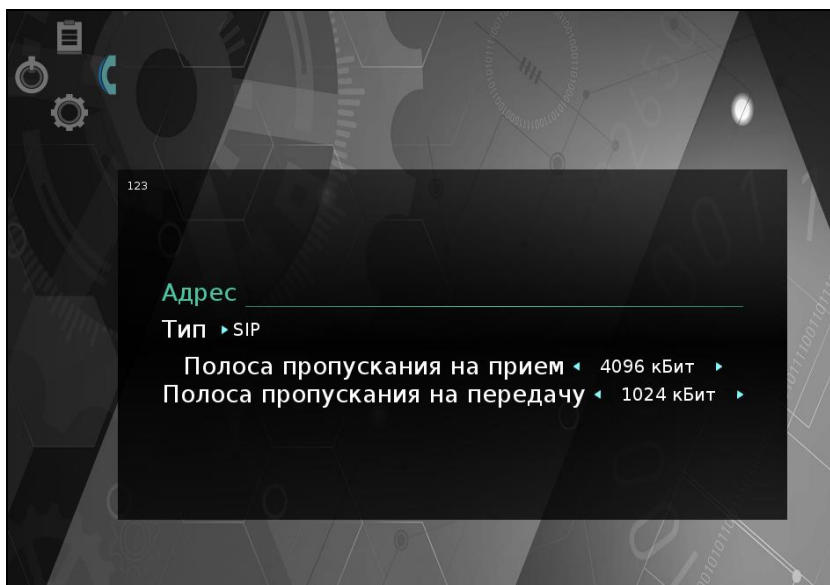 123
Адрес
Тип SIP
Полоса пропускания на прием 4096 кБит
Полоса пропускания на передачу 1024 кБит